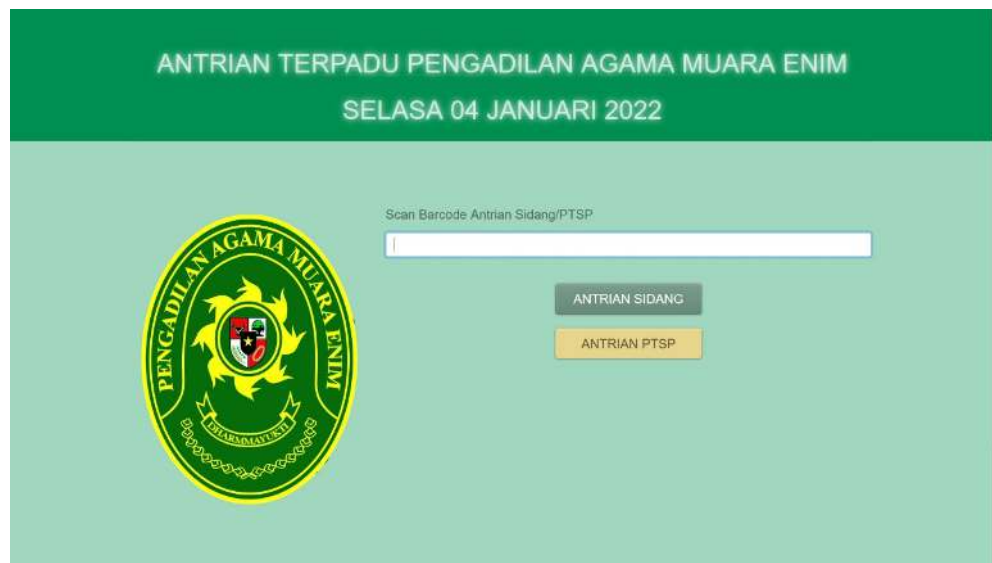 ANTRIAN TERPADU PENGADILAN AGAMA MUARA ENIM
SELASA 04 JANUARI 2022
Scan Barcode Antrian Sidang/PTSP
PENGADILAN AGAMA MUARA ENIM
DHARMMAYUKTI
ANTRIAN SIDANG
ANTRIAN PTSP